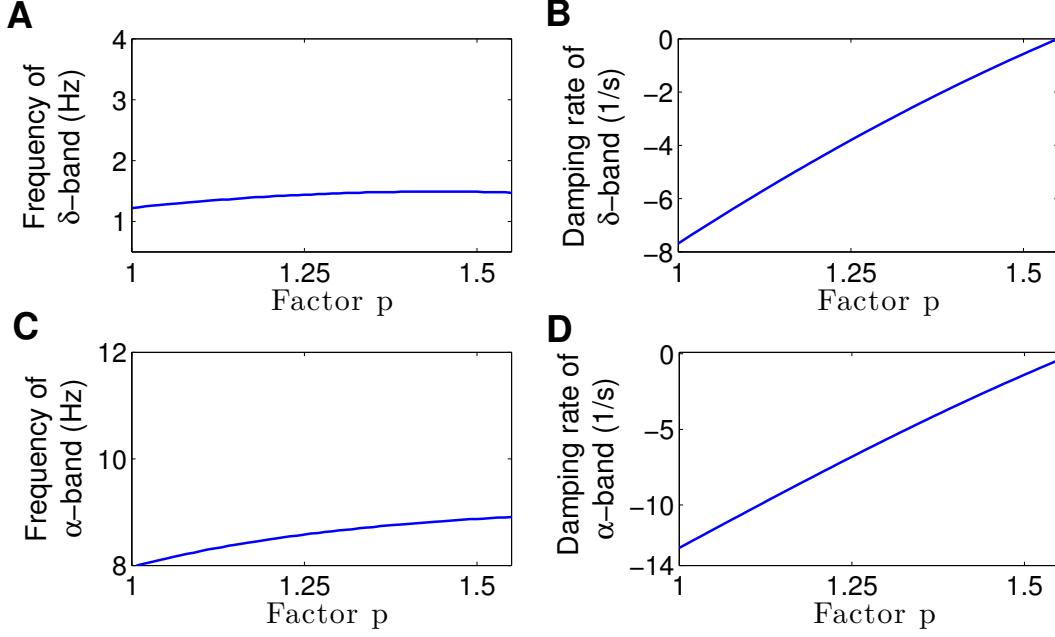 A
Frequency of
δ−band (Hz)
4
3
2
1
1
1.25
1.5
Factor p
B
Damping rate of
δ−band (1/s)
0
−2
−4
−6
−8
1
1.25
1.5
Factor p
C
Frequency of
α−band (Hz)
12
10
8
1
1.25
1.5
Factor p
D
Damping rate of
α−band (1/s)
0
−5
−10
−14
1
1.25
1.5
Factor p